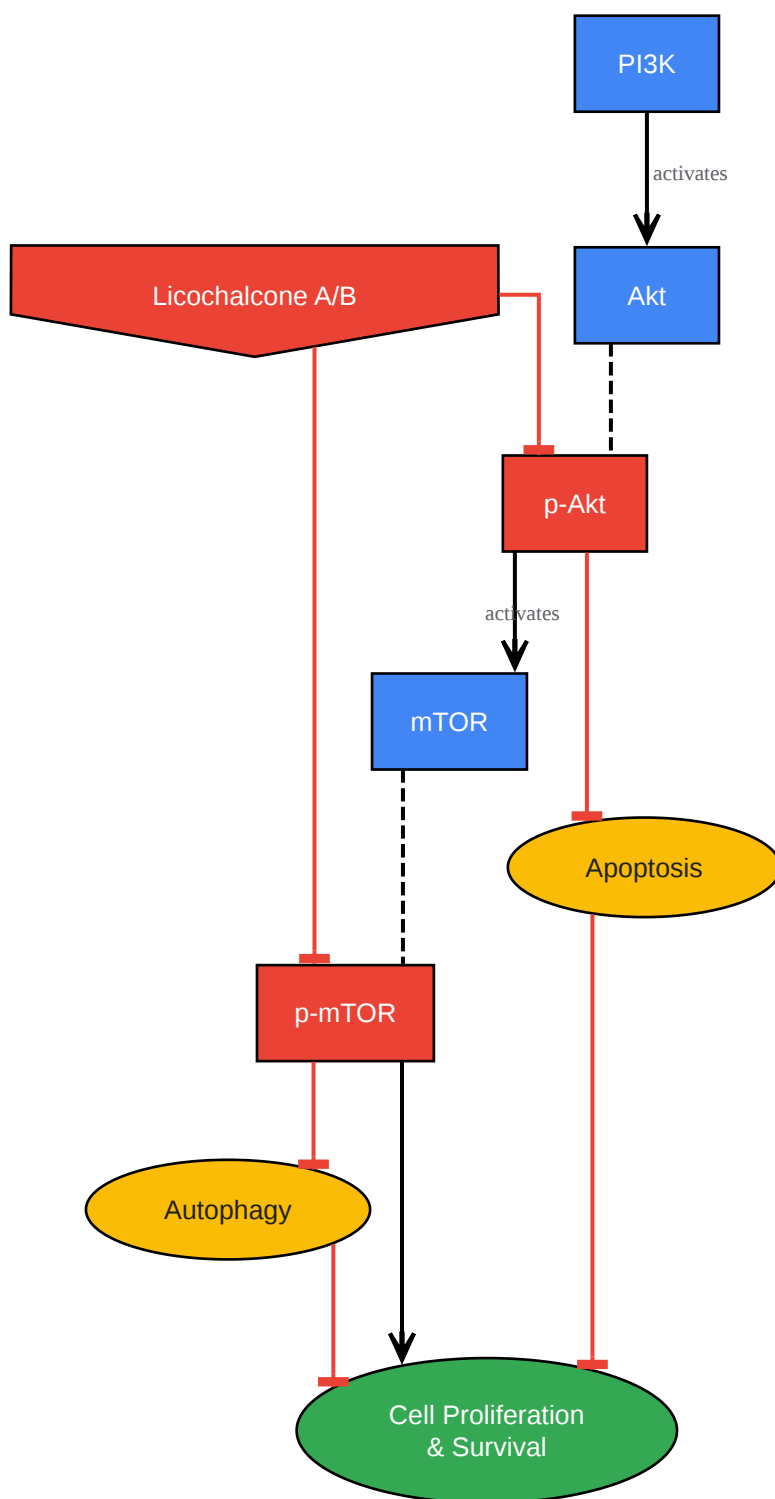 PI3K
activates
Licochalcone A/B
Akt
p-Akt
activates
mTOR
Apoptosis
p-mTOR
Autophagy
Cell Proliferation
& Survival